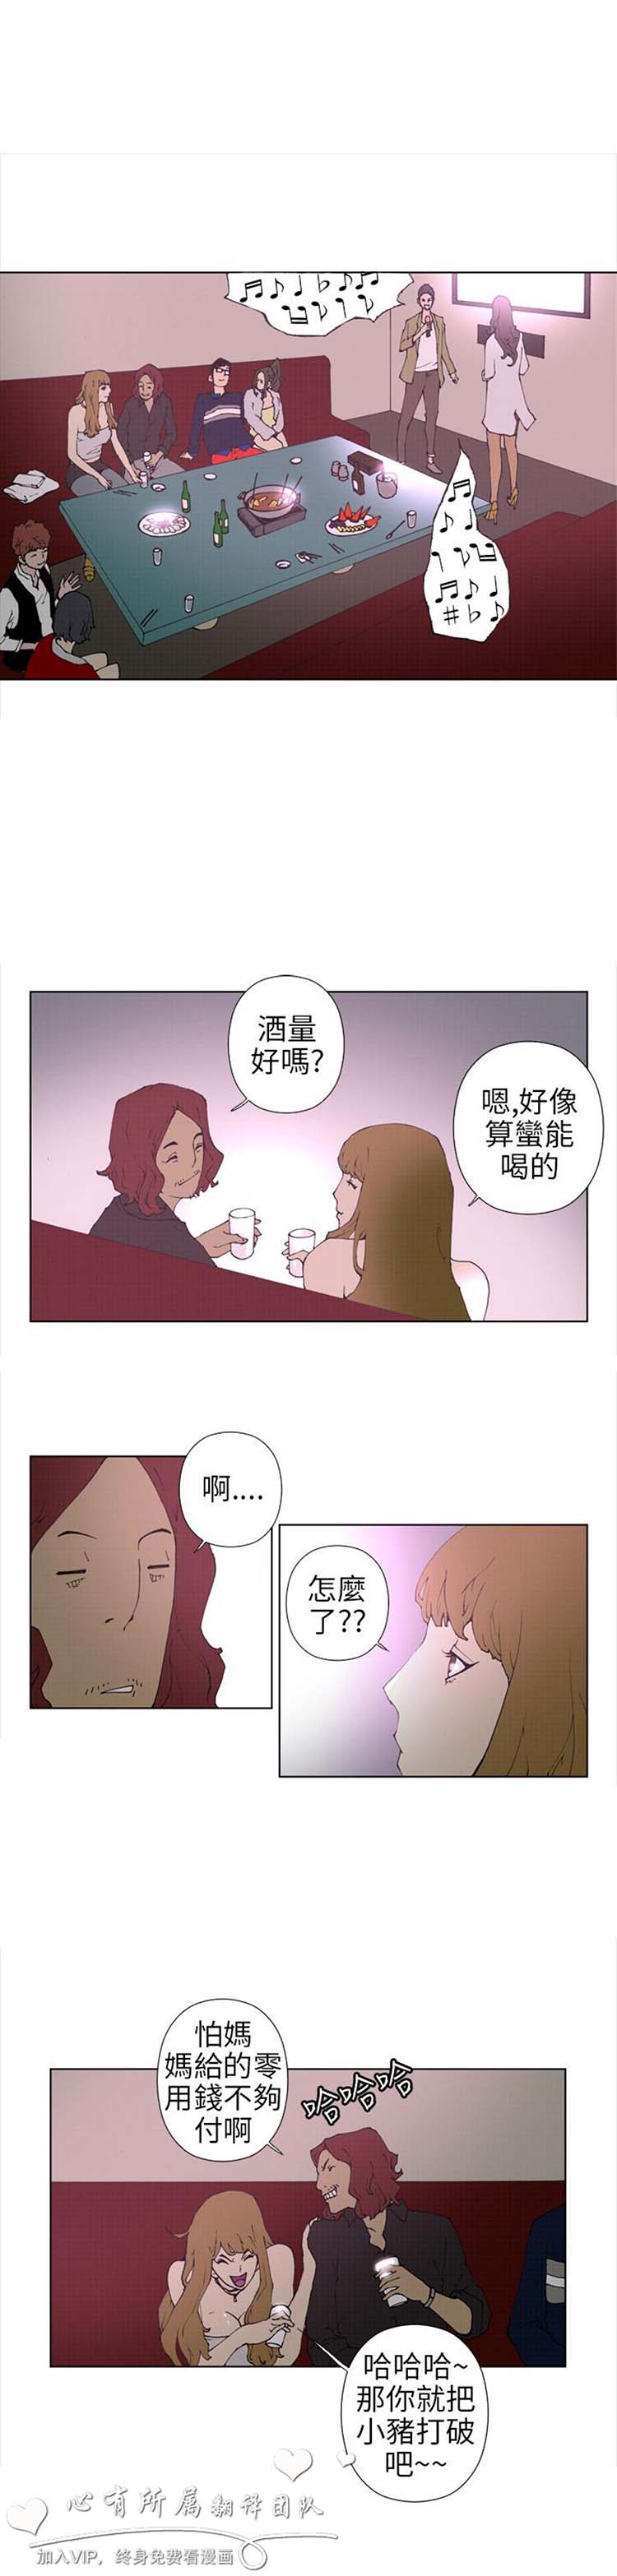 酒量
好嗎?
嗯,好像
算蠻能
喝的
啊....
怎麼
了??
怕媽
媽給的零
用錢不夠
付啊
哈哈哈
哈哈哈~
那你就把
小豬打破
吧~~
心有所属翻译团队
加入VIP，终身免费看漫画